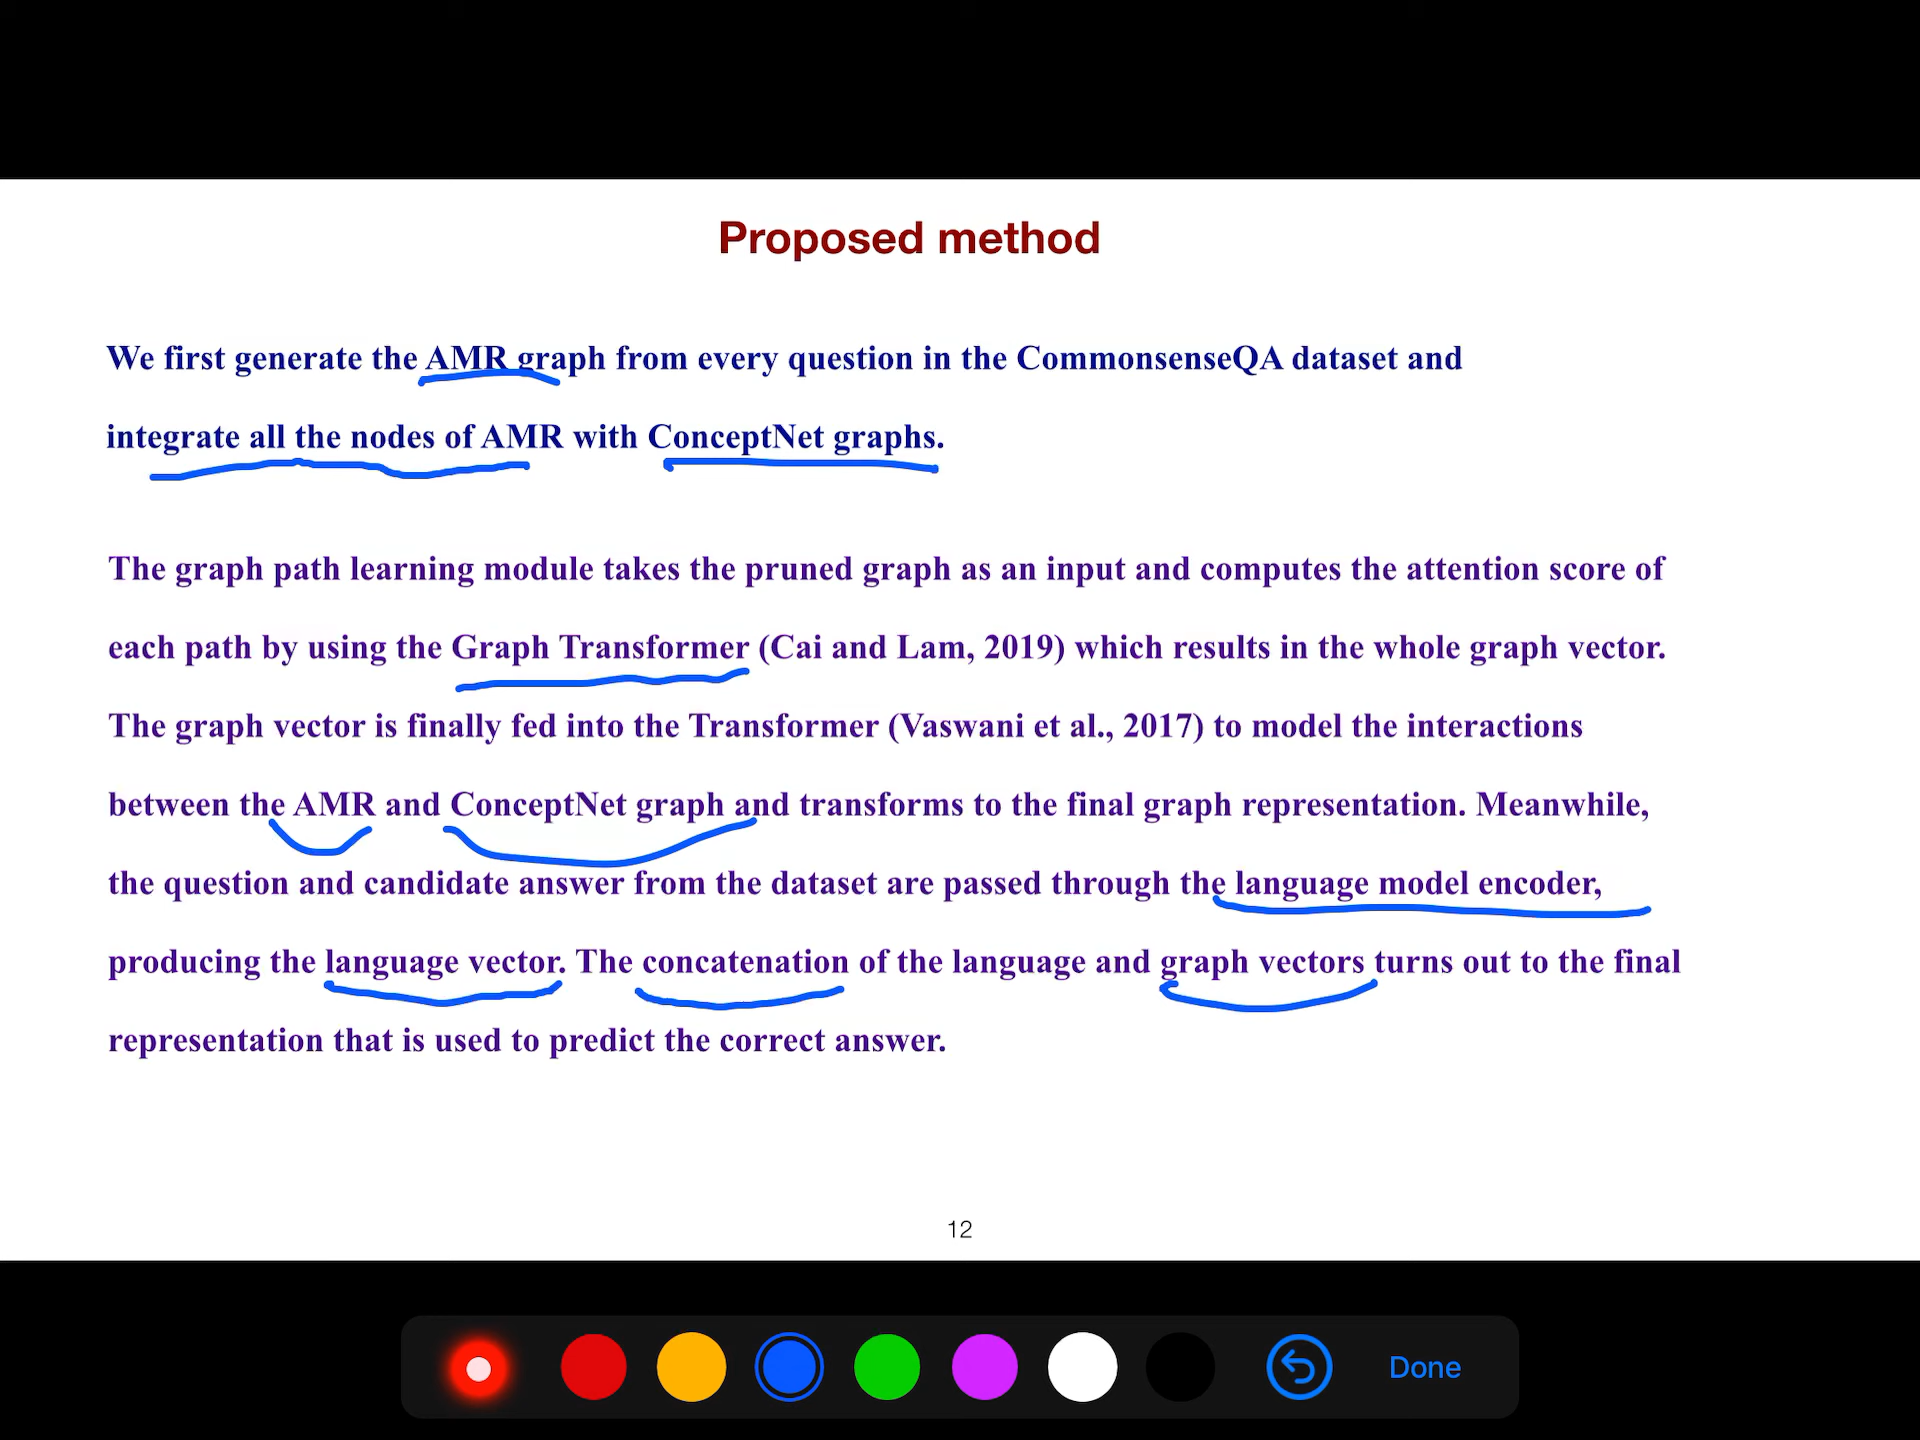 Proposed method
We first generate the AMR graph from every question in the CommonsenseQA dataset and
integrate all the nodes of AMR with ConceptNet graphs.
The graph path learning module takes the pruned graph as an input and computes the attention score of
each path by using the Graph Transformer (Cai and Lam, 2019) which results in the whole graph vector.
The graph vector is finally fed into the Transformer (Vaswani et al., 2017) to model the interactions
between the AMR and ConceptNet graph and transforms to the final graph representation. Meanwhile,
the question and candidate answer from the dataset are passed through the language model encoder,
producing the language vector. The concatenation of the language and graph vectors turns out to the final
representation that is used to predict the correct answer.
12
Done